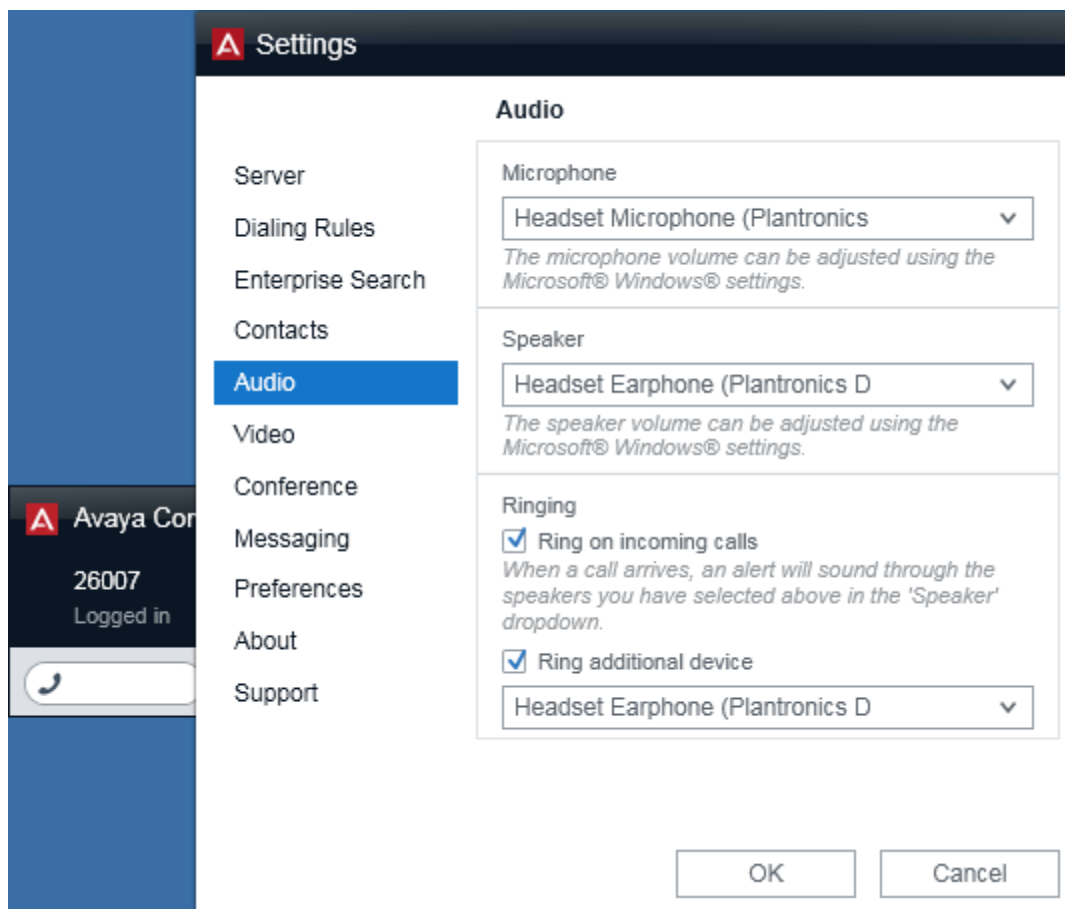 Settings
Audio
Server
Dialing Rules
Enterprise Search
Contacts
Audio
Video
Conference
Messaging
Preferences
About
Support
Microphone
Headset Microphone (Plantronics
The microphone volume can be adjusted using the
Microsoft® Windows® settings.
Speaker
Headset Earphone (Plantronics D
The speaker volume can be adjusted using the
Microsoft® Windows® settings.
Ringing
Ring on incoming calls
When a call arrives, an alert will sound through the
speakers you have selected above in the 'Speaker'
dropdown.
Ring additional device
Headset Earphone (Plantronics D
OK
Cancel
Avaya Cor
26007
Logged in